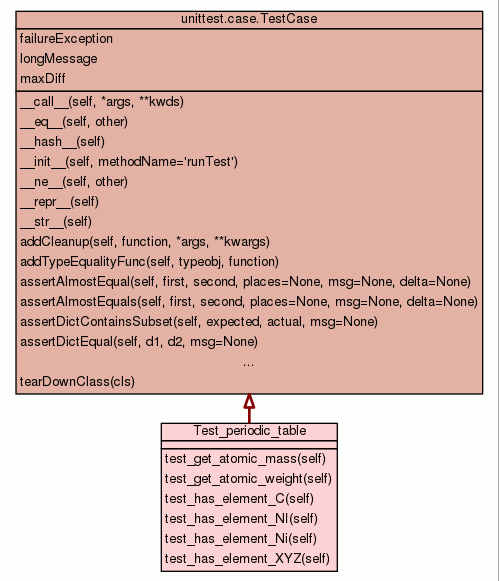 unittest.case.TestCase
failureException
longMessage
maxDiff
__call__(self, *args, **kwds)
__eq__(self, other)
__hash__(self)
__init__(self, methodName='runTest')
__ne__(self, other)
__repr__(self)
__str__(self)
addCleanup(self, function, *args, **kwargs)
addTypeEqualityFunc(self, typeobj, function)
assertAlmostEqual(self, first, second, places=None, msg=None, delta=None)
assertAlmostEquals(self, first, second, places=None, msg=None, delta=None)
assertDictContainsSubset(self, expected, actual, msg=None)
assertDictEqual(self, d1, d2, msg=None)
...
tearDownClass(cls)
Test_periodic_table
test_get_atomic_mass(self)
test_get_atomic_weight(self)
test_has_element_C(self)
test_has_element_NI(self)
test_has_element_Ni(self)
test_has_element_XYZ(self)